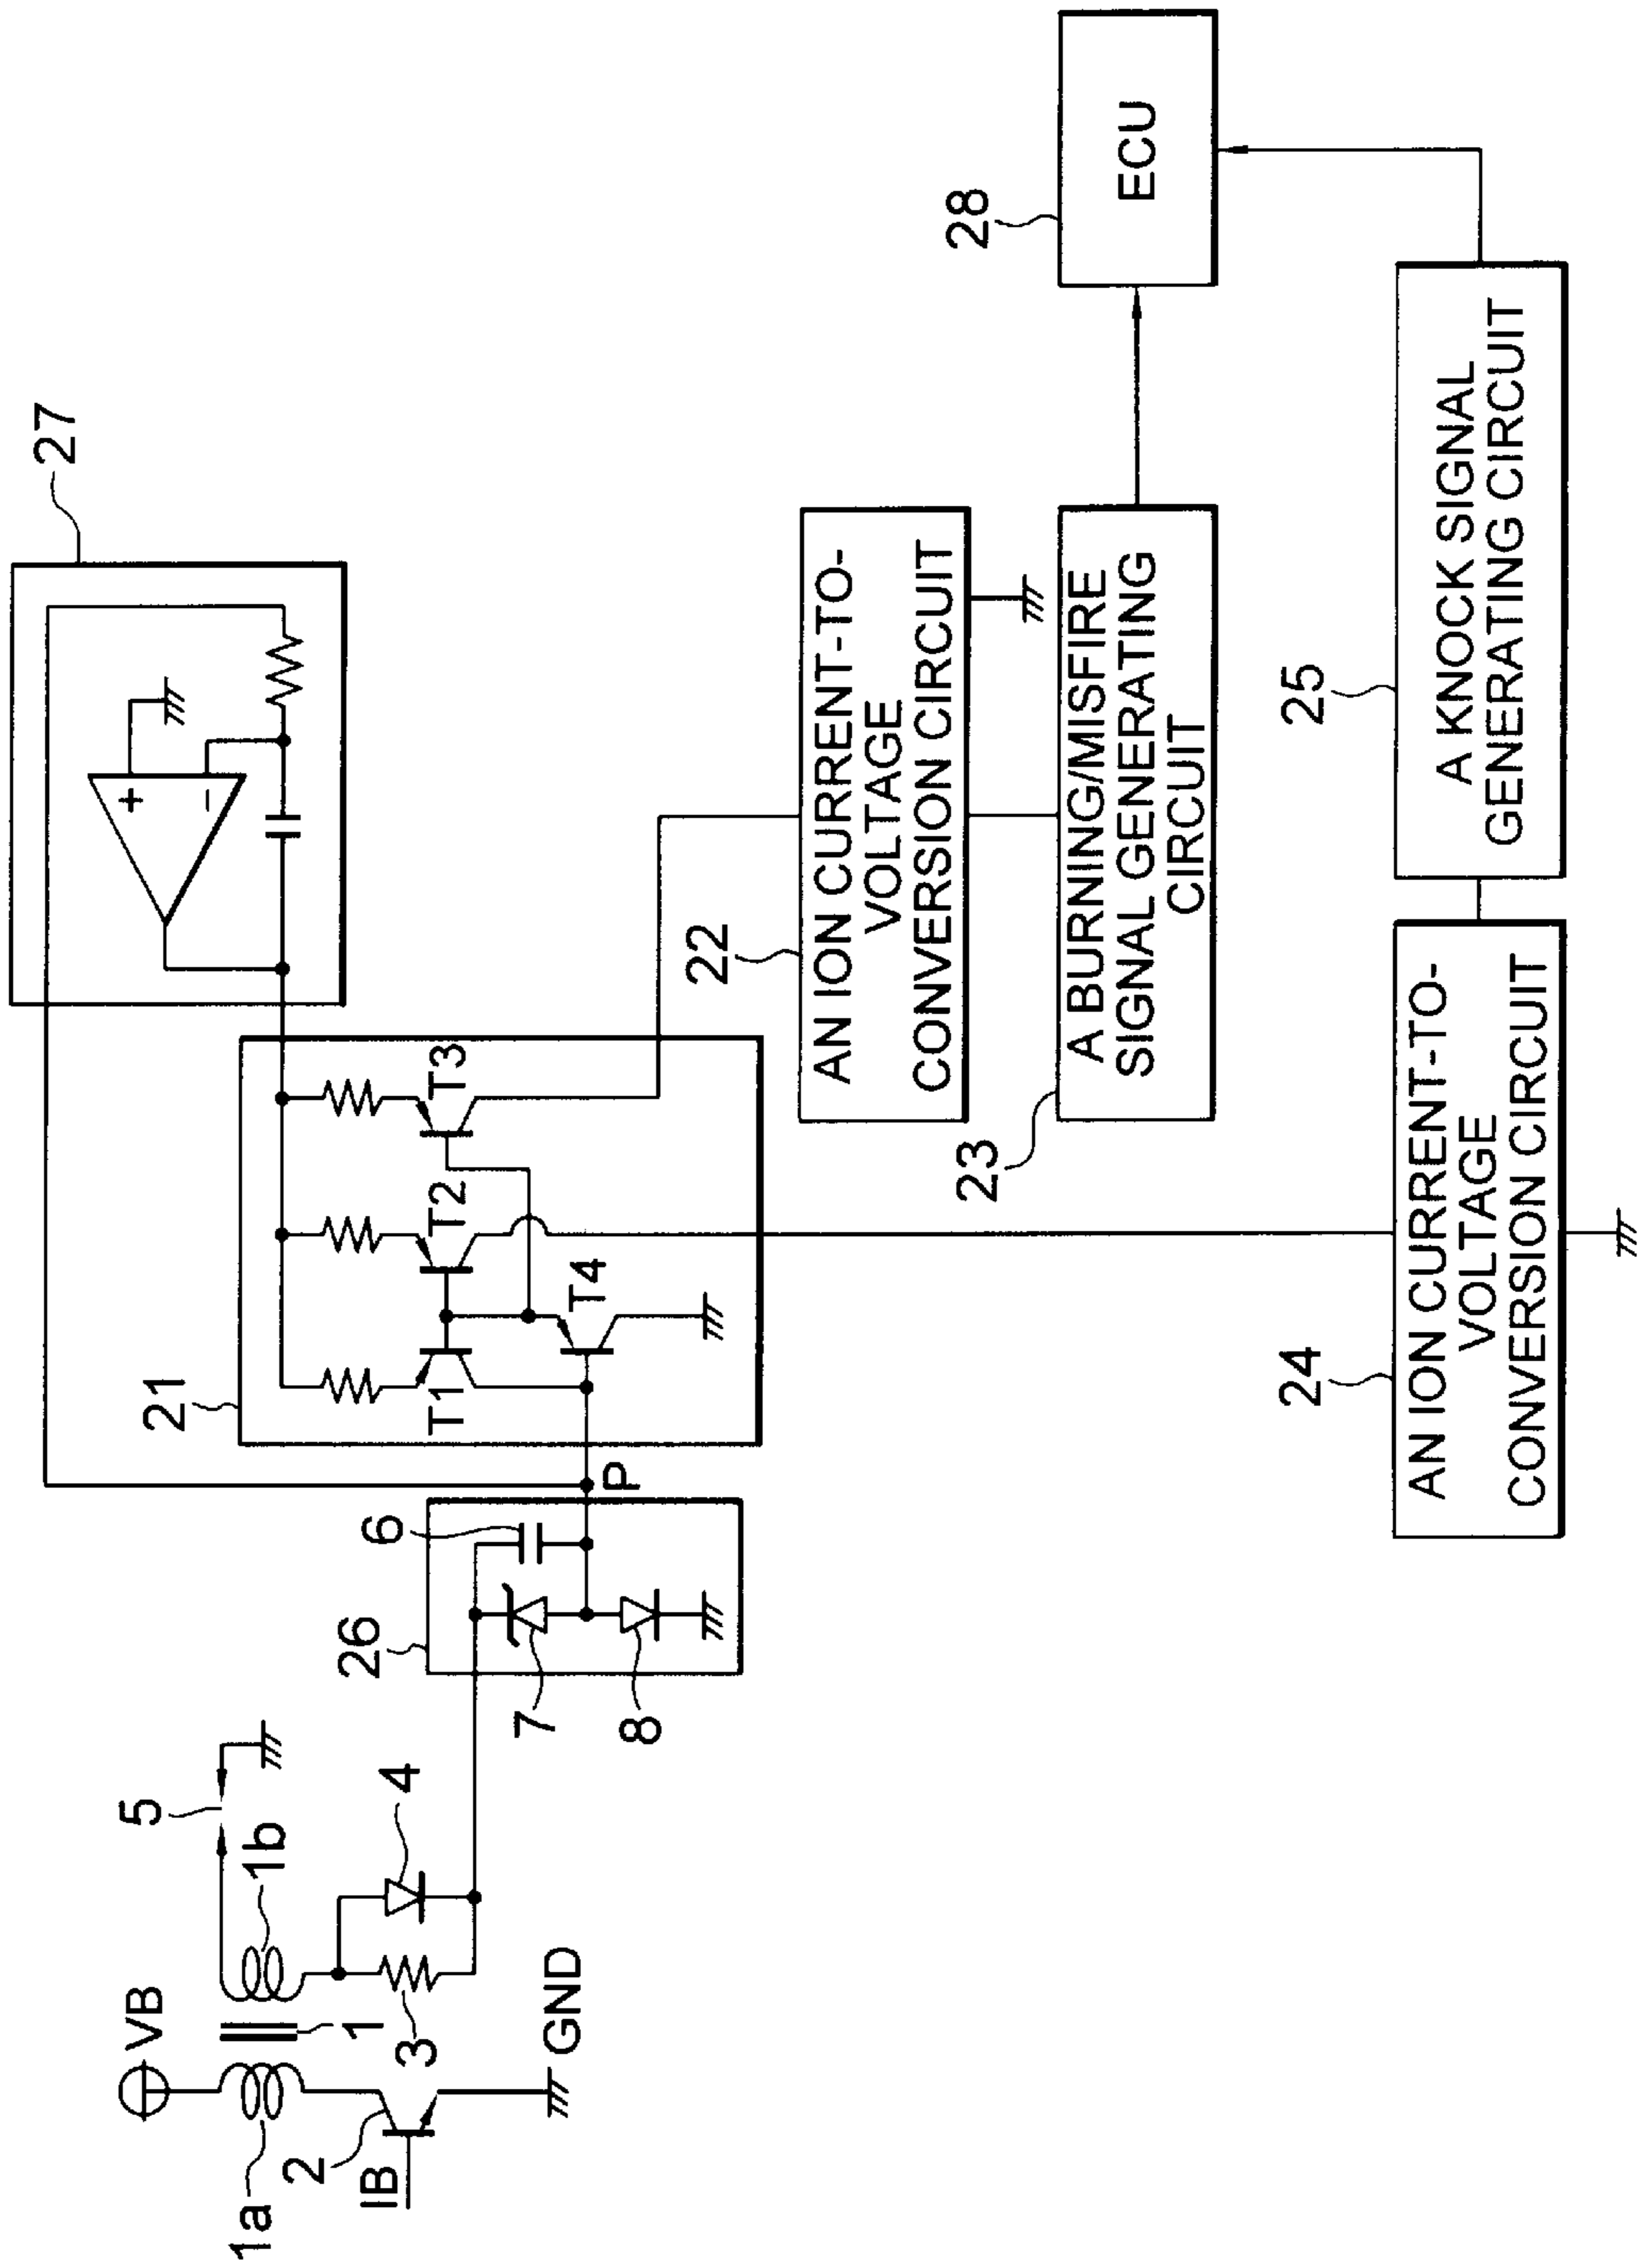 VB
1a
1
1b
5
2
IB
3
4
GND
26
6
7
8
P
21
T1
T2
T3
T4
27
+
−
22
AN ION CURRENT-TO-
VOLTAGE
CONVERSION CIRCUIT
23
A BURNING/MISFIRE
SIGNAL GENERATING
CIRCUIT
28
ECU
24
AN ION CURRENT-TO-
VOLTAGE
CONVERSION CIRCUIT
25
A KNOCK SIGNAL
GENERATING CIRCUIT